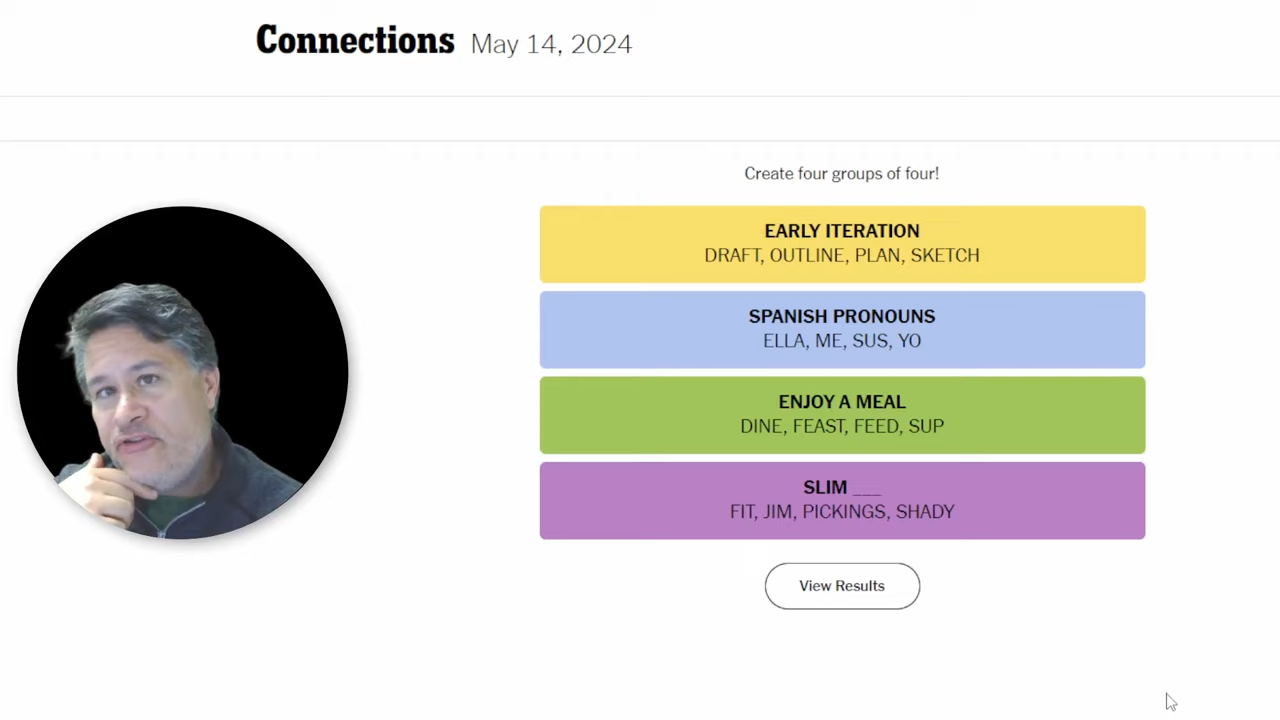 Connections May 14, 2024
Create four groups of four!
EARLY ITERATION
DRAFT, OUTLINE, PLAN, SKETCH
SPANISH PRONOUNS
ELLA, ME, SUS, YO
ENJOY A MEAL
DINE, FEAST, FEED, SUP
SLIM ___
FIT, JIM, PICKINGS, SHADY
View Results